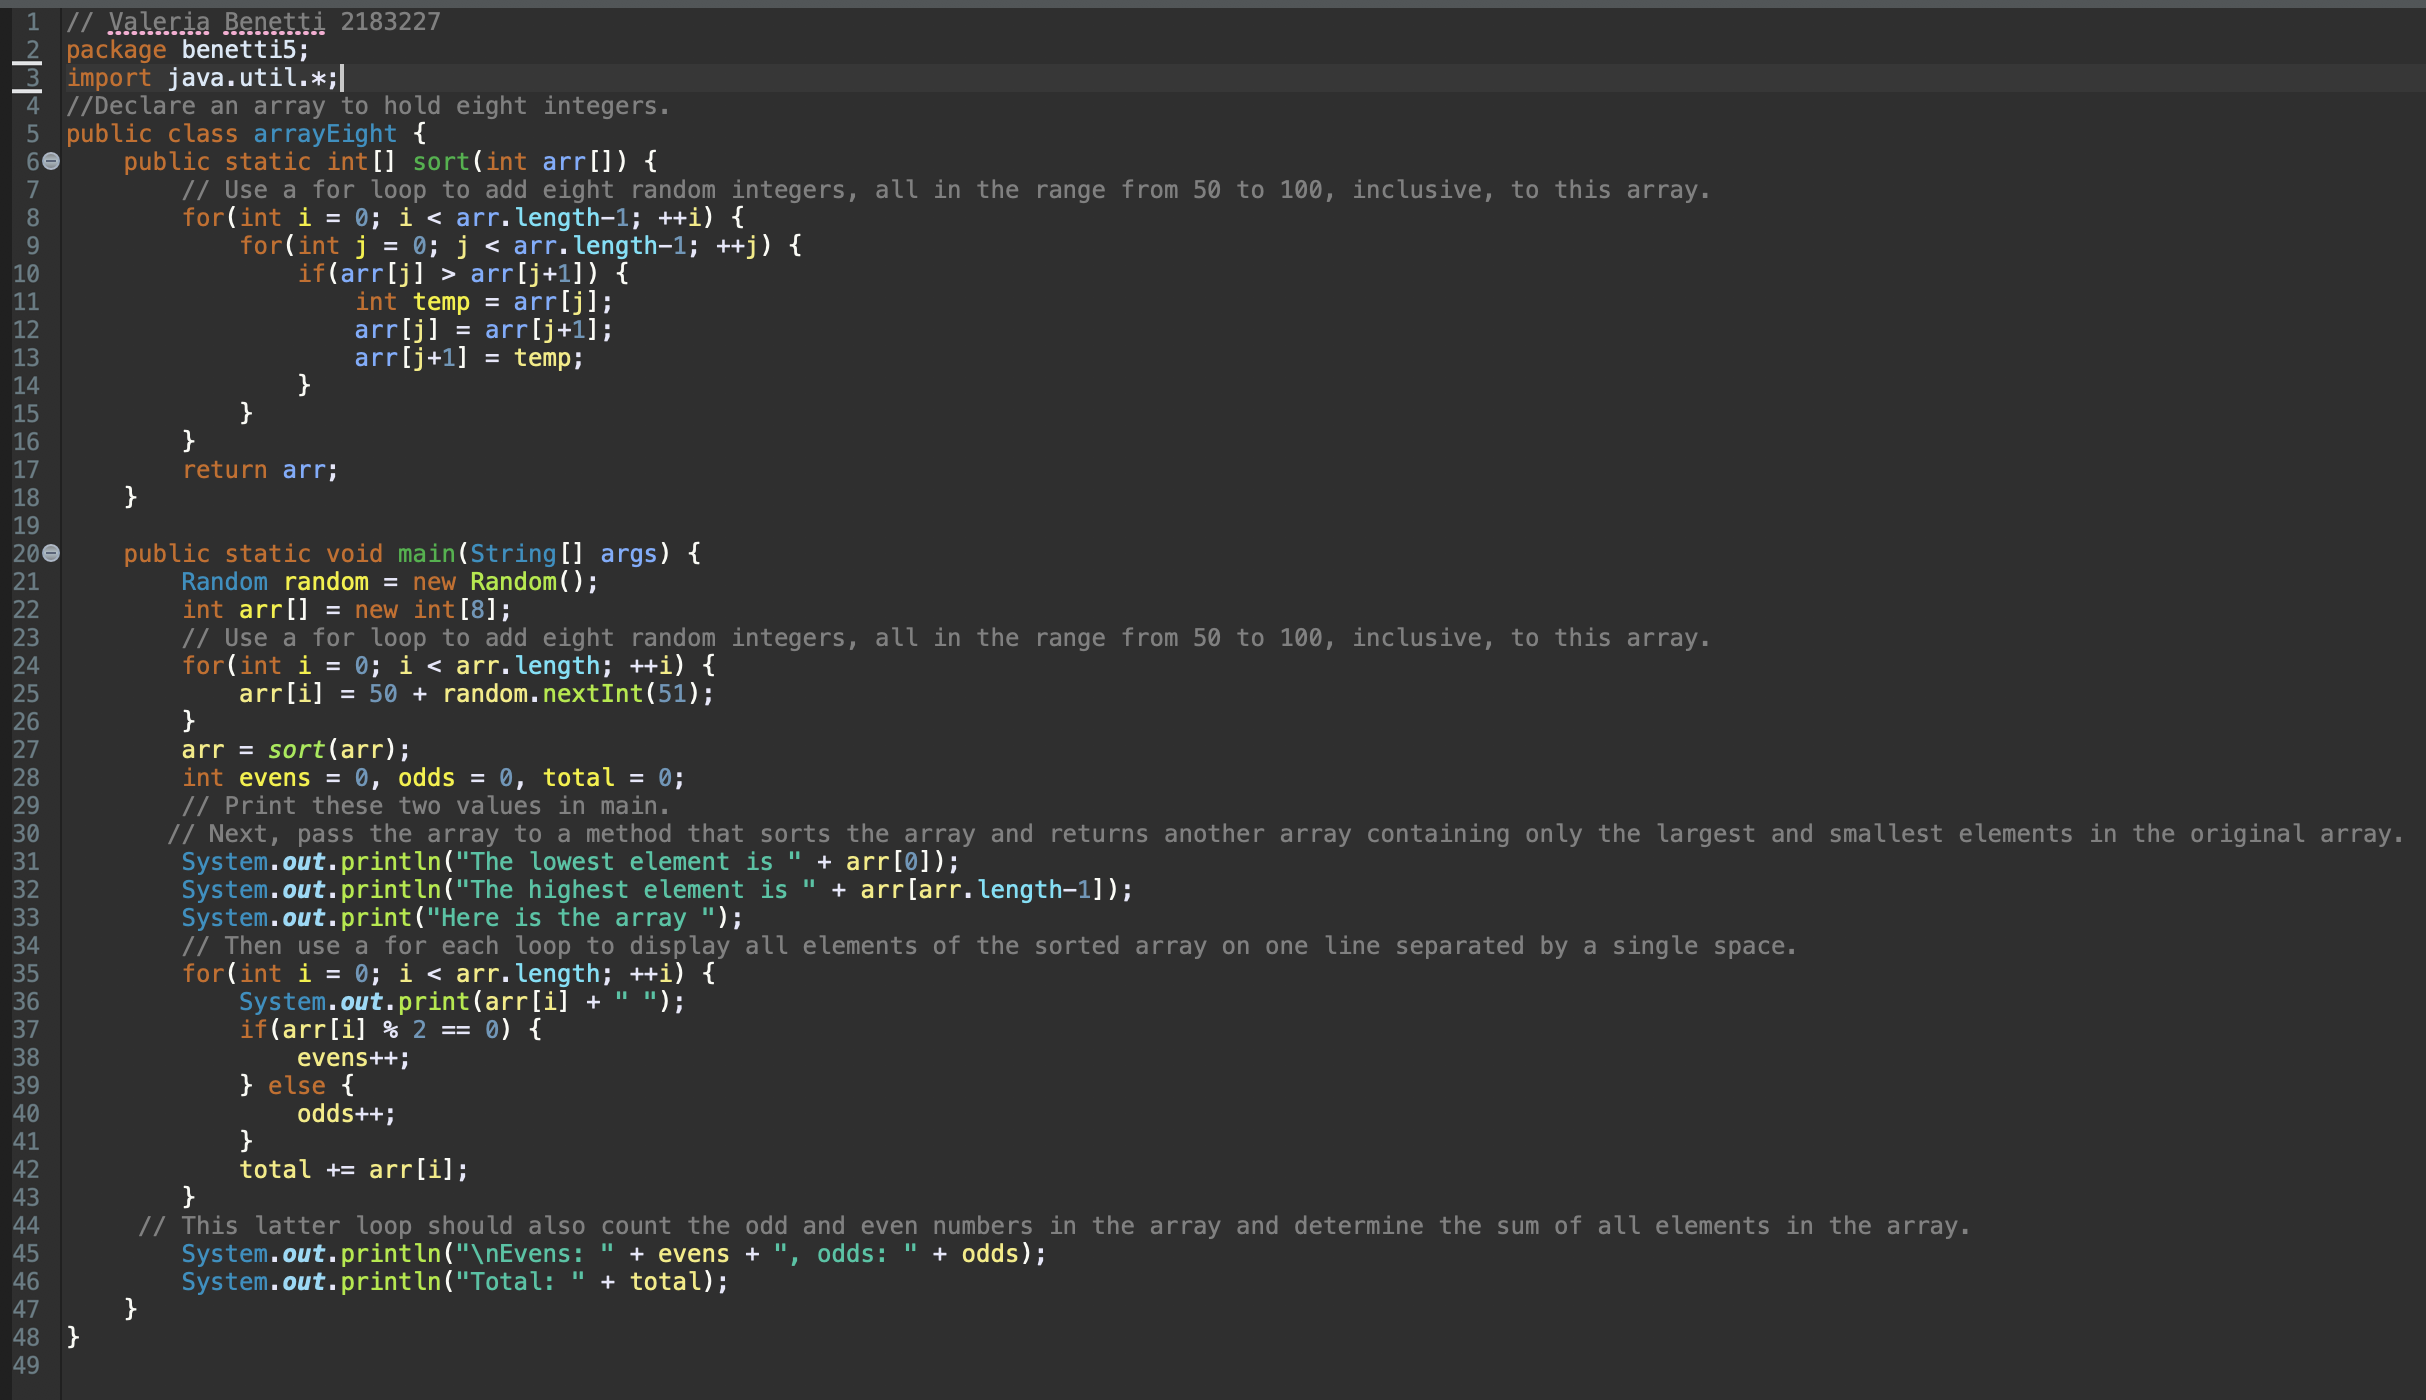 1 // Valeria Benetti 2183227
2 package benetti5;
3 import java.util.*;
4 //Declare an array to hold eight integers.
5 public class arrayEight {
6     public static int[] sort(int arr[]) {
7         // Use a for loop to add eight random integers, all in the range from 50 to 100, inclusive, to this array.
8         for(int i = 0; i < arr.length-1; ++i) {
9             for(int j = 0; j < arr.length-1; ++j) {
10                 if(arr[j] > arr[j+1]) {
11                     int temp = arr[j];
12                     arr[j] = arr[j+1];
13                     arr[j+1] = temp;
14                 }
15             }
16         }
17         return arr;
18     }
19
20     public static void main(String[] args) {
21         Random random = new Random();
22         int arr[] = new int[8];
23         // Use a for loop to add eight random integers, all in the range from 50 to 100, inclusive, to this array.
24         for(int i = 0; i < arr.length; ++i) {
25             arr[i] = 50 + random.nextInt(51);
26         }
27         arr = sort(arr);
28         int evens = 0, odds = 0, total = 0;
29         // Print these two values in main.
30        // Next, pass the array to a method that sorts the array and returns another array containing only the largest and smallest elements in the original array.
31         System.out.println("The lowest element is " + arr[0]);
32         System.out.println("The highest element is " + arr[arr.length-1]);
33         System.out.print("Here is the array ");
34         // Then use a for each loop to display all elements of the sorted array on one line separated by a single space.
35         for(int i = 0; i < arr.length; ++i) {
36             System.out.print(arr[i] + " ");
37             if(arr[i] % 2 == 0) {
38                 evens++;
39             } else {
40                 odds++;
41             }
42             total += arr[i];
43         }
44      // This latter loop should also count the odd and even numbers in the array and determine the sum of all elements in the array.
45         System.out.println("\nEvens: " + evens + ", odds: " + odds);
46         System.out.println("Total: " + total);
47     }
48 }
49